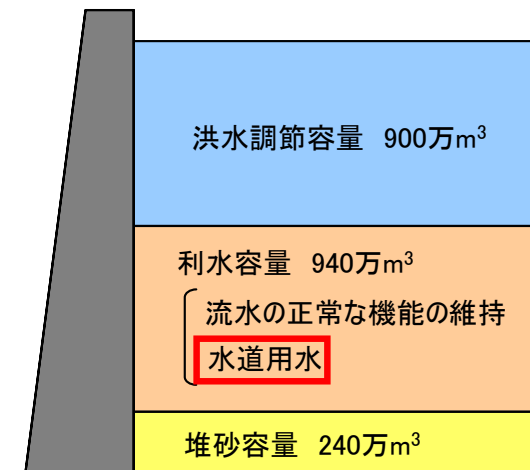 洪水調節容量 900万m³
利水容量 940万m³
流水の正常な機能の維持
水道用水
堆砂容量 240万m³